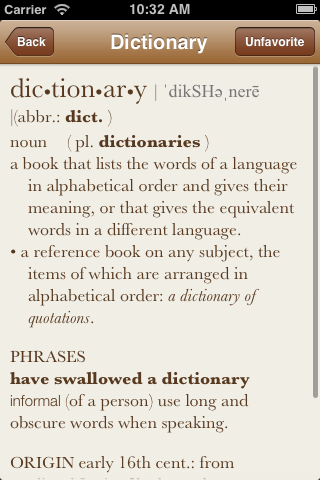 Carrier 10:32 AM
Back Dictionary Unfavorite
dic•tion•ar•y | ˈdikSHəˌnerē
|(abbr.: dict. )
noun ( pl. dictionaries )
a book that lists the words of a language
in alphabetical order and gives their
meaning, or that gives the equivalent
words in a different language.
• a reference book on any subject, the
items of which are arranged in
alphabetical order: a dictionary of
quotations.
PHRASES
have swallowed a dictionary
informal (of a person) use long and
obscure words when speaking.
ORIGIN early 16th cent.: from